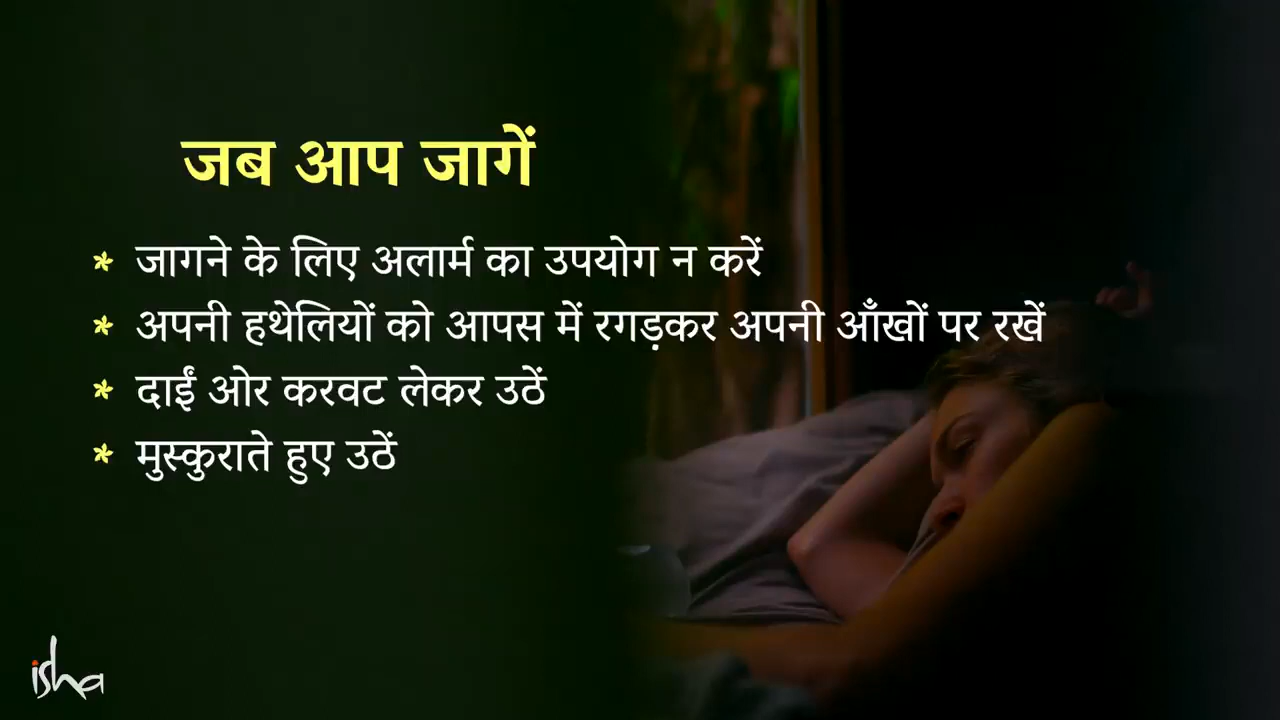 जब आप जागें
* जागने के लिए अलार्म का उपयोग न करें
* अपनी हथेलियों को आपस में रगड़कर अपनी आँखों पर रखें
* दाईं ओर करवट लेकर उठें
* मुस्कुराते हुए उठें
isha